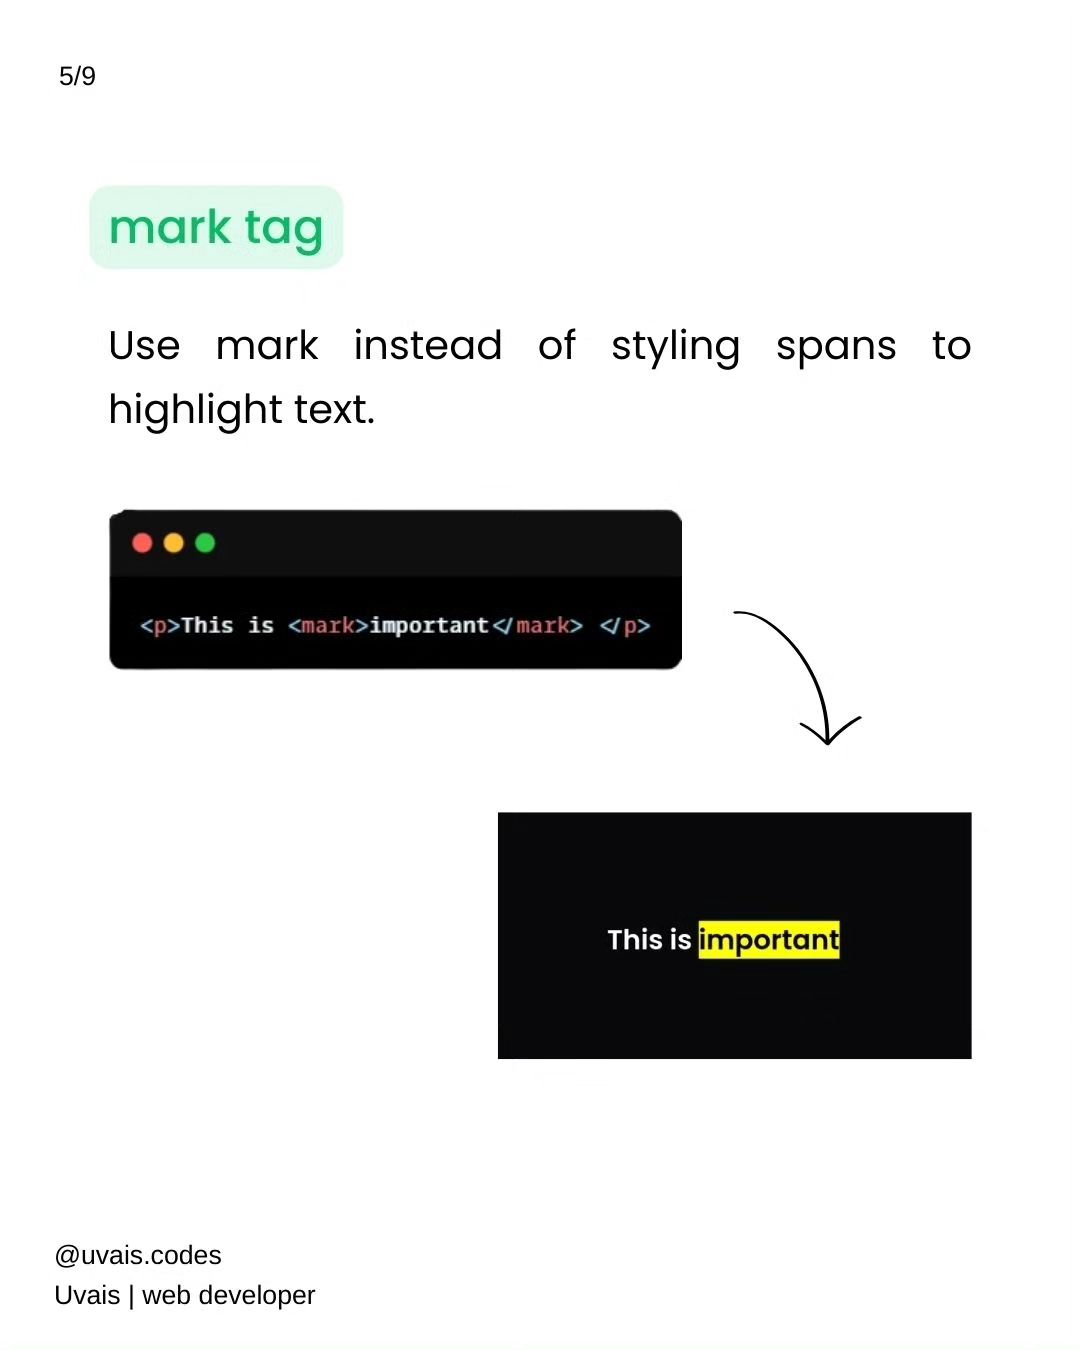 5/9
mark tag
Use mark instead of styling spans to
highlight text.
<p>This is <mark>important</mark> </p>
This is important
@uvais.codes
Uvais | web developer